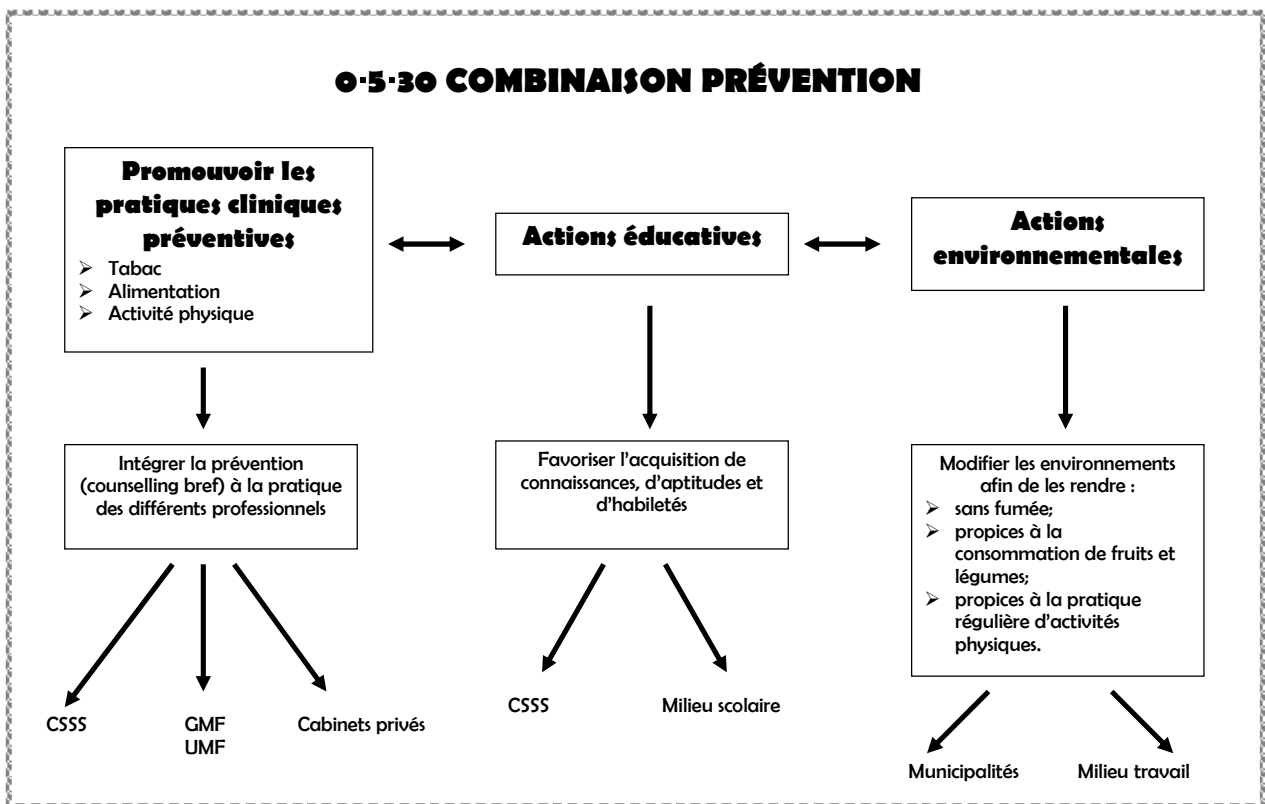 0·5·30 COMBINAISON PRÉVENTION
Promouvoir les
pratiques cliniques
préventives
➢ Tabac
➢ Alimentation
➢ Activité physique
Actions éducatives
Actions
environnementales
Intégrer la prévention
(counselling bref) à la pratique
des différents professionnels
Favoriser l'acquisition de
connaissances, d'aptitudes et
d'habiletés
Modifier les environnements
afin de les rendre :
➢ sans fumée;
➢ propices à la
consommation de fruits et
légumes;
➢ propices à la pratique
régulière d'activités
physiques.
CSSS
GMF
UMF
Cabinets privés
CSSS
Milieu scolaire
Municipalités
Milieu travail